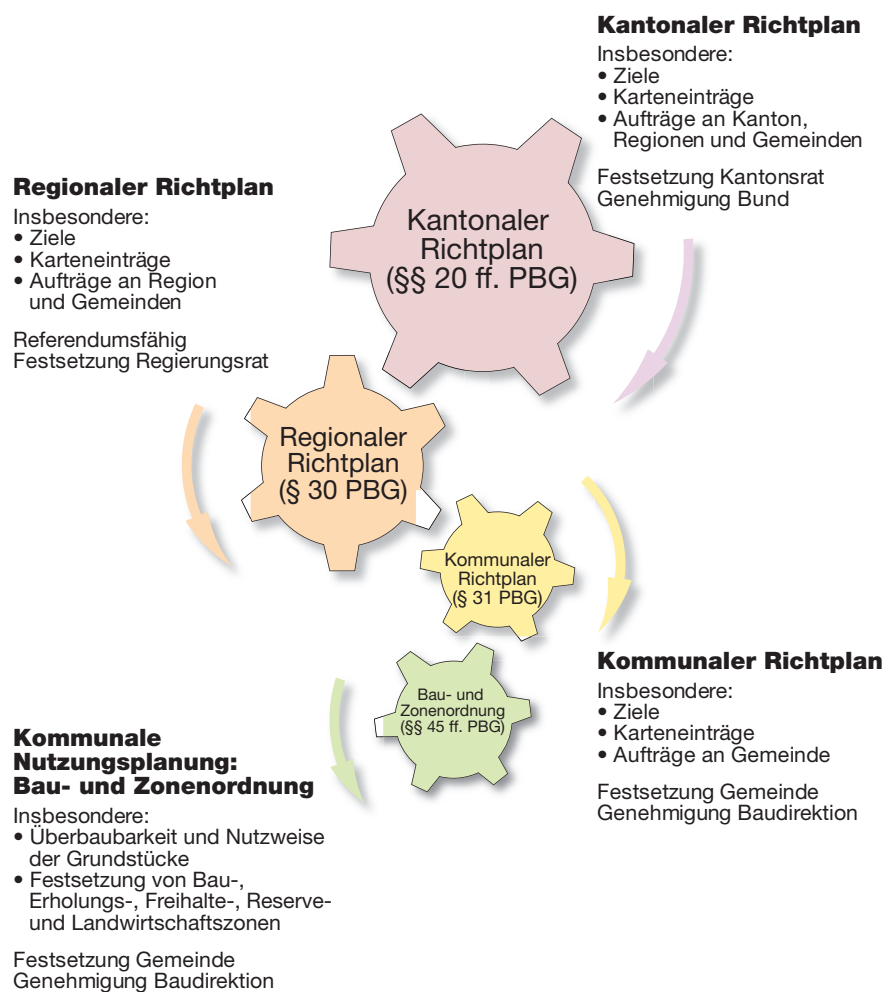 Kantonaler Richtplan
Insbesondere:
• Ziele
• Karteneinträge
• Aufträge an Kanton,
Regionen und Gemeinden
Festsetzung Kantonsrat
Genehmigung Bund
Regionaler Richtplan
Insbesondere:
• Ziele
• Karteneinträge
• Aufträge an Region
und Gemeinden
Referendumsfähig
Festsetzung Regierungsrat
Kantonaler
Richtplan
(§§ 20 ff. PBG)
Regionaler
Richtplan
(§ 30 PBG)
Kommunaler
Richtplan
(§ 31 PBG)
Bau- und
Zonenordnung
(§§ 45 ff. PBG)
Kommunaler Richtplan
Insbesondere:
• Ziele
• Karteneinträge
• Aufträge an Gemeinde
Festsetzung Gemeinde
Genehmigung Baudirektion
Kommunale
Nutzungsplanung:
Bau- und Zonenordnung
Insbesondere:
• Überbaubarkeit und Nutzweise
der Grundstücke
• Festsetzung von Bau-,
Erholungs-, Freihalte-, Reserve-
und Landwirtschaftszonen
Festsetzung Gemeinde
Genehmigung Baudirektion